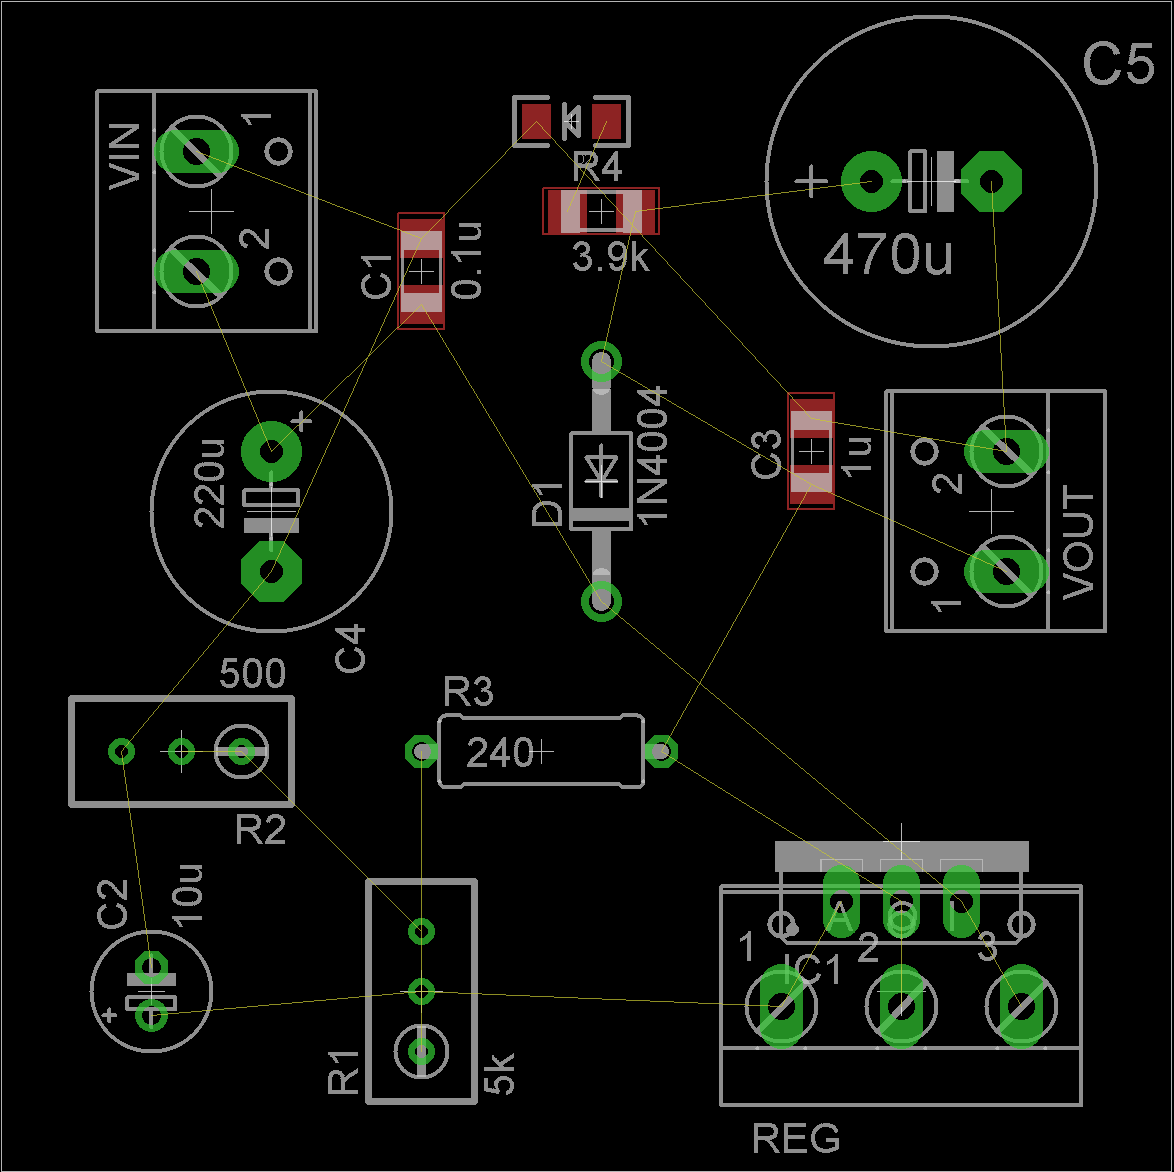 C5
VIN
1
2
R4
3.9k
470u
C1
0.1u
+
+
220u
C4
D1
1N4004
C3
1u
2
1
VOUT
500
R2
R3
240
C2
10u
+
R1
5k
A
O
I
1
2
3
IC1
REG